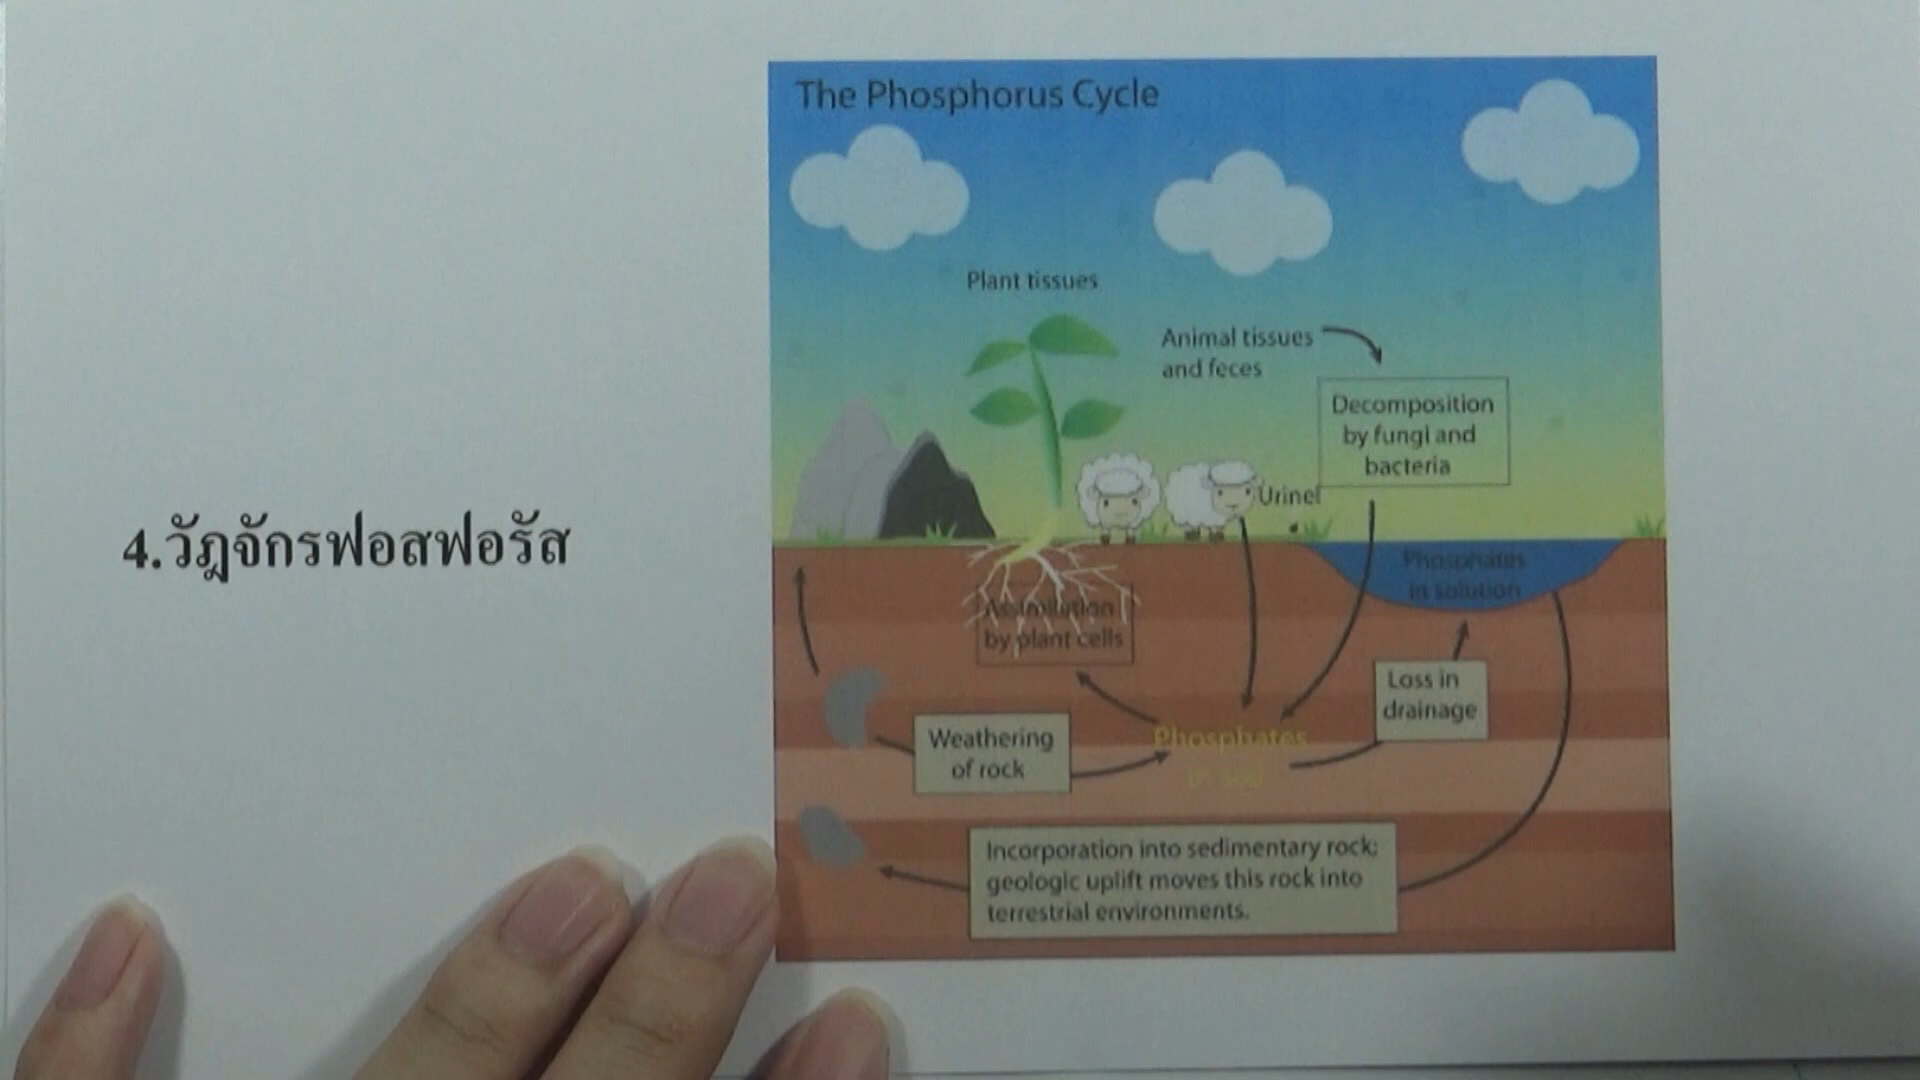 The Phosphorus Cycle
Plant tissues
Animal tissues
and feces
Decomposition
by fungi and
bacteria
Urine
4.วัฏจักรฟอสฟอรัส
Phosphates
in solution
Assimilation
by plant cells
Loss in
drainage
Weathering
of rock
Phosphates
Incorporation into sedimentary rock;
geologic uplift moves this rock into
terrestrial environments.